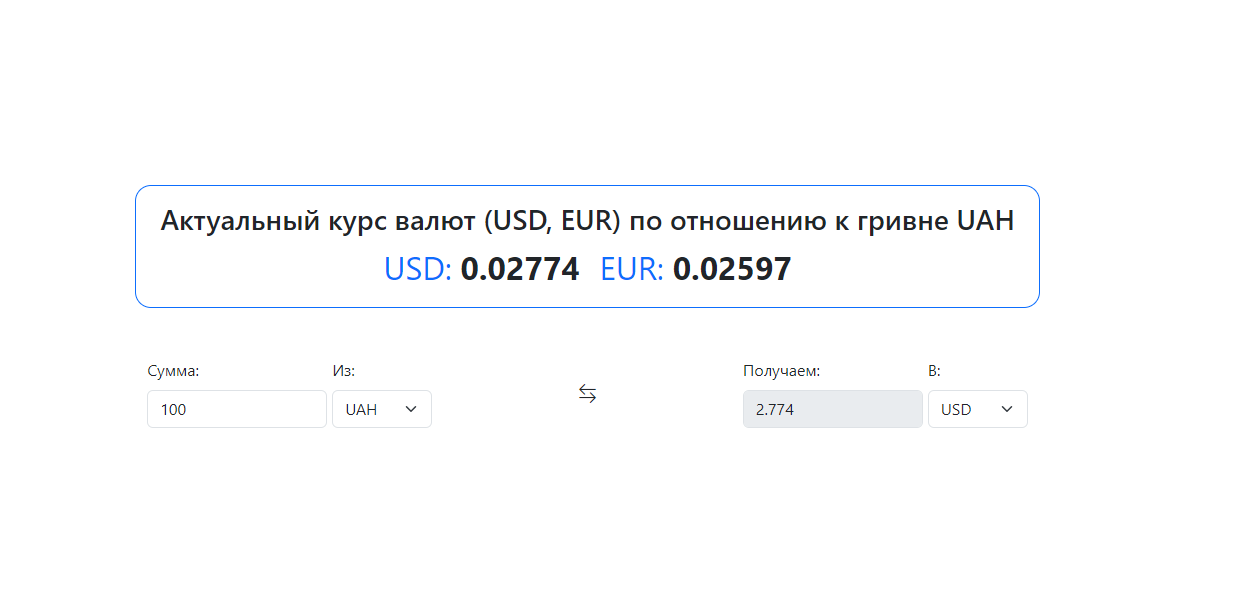 Актуальный курс валют (USD, EUR) по отношению к гривне UAH
USD: 0.02774 EUR: 0.02597
Сумма: Из: Получаем: В:
100 UAH 2.774 USD